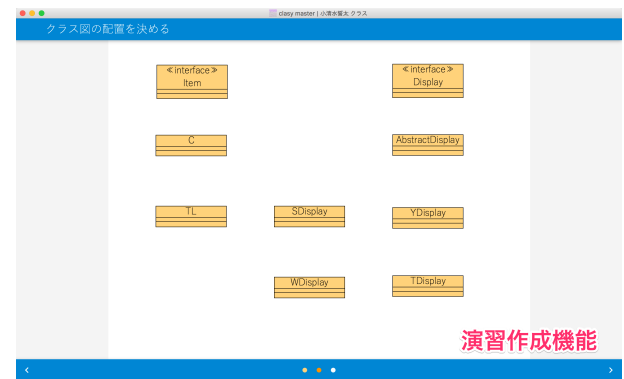 clasy master | 小清水誓太 クラス
クラス図の配置を決める
≪interface≫
Item
≪interface≫
Display
C
AbstractDisplay
TL
SDisplay
YDisplay
WDisplay
TDisplay
演習作成機能